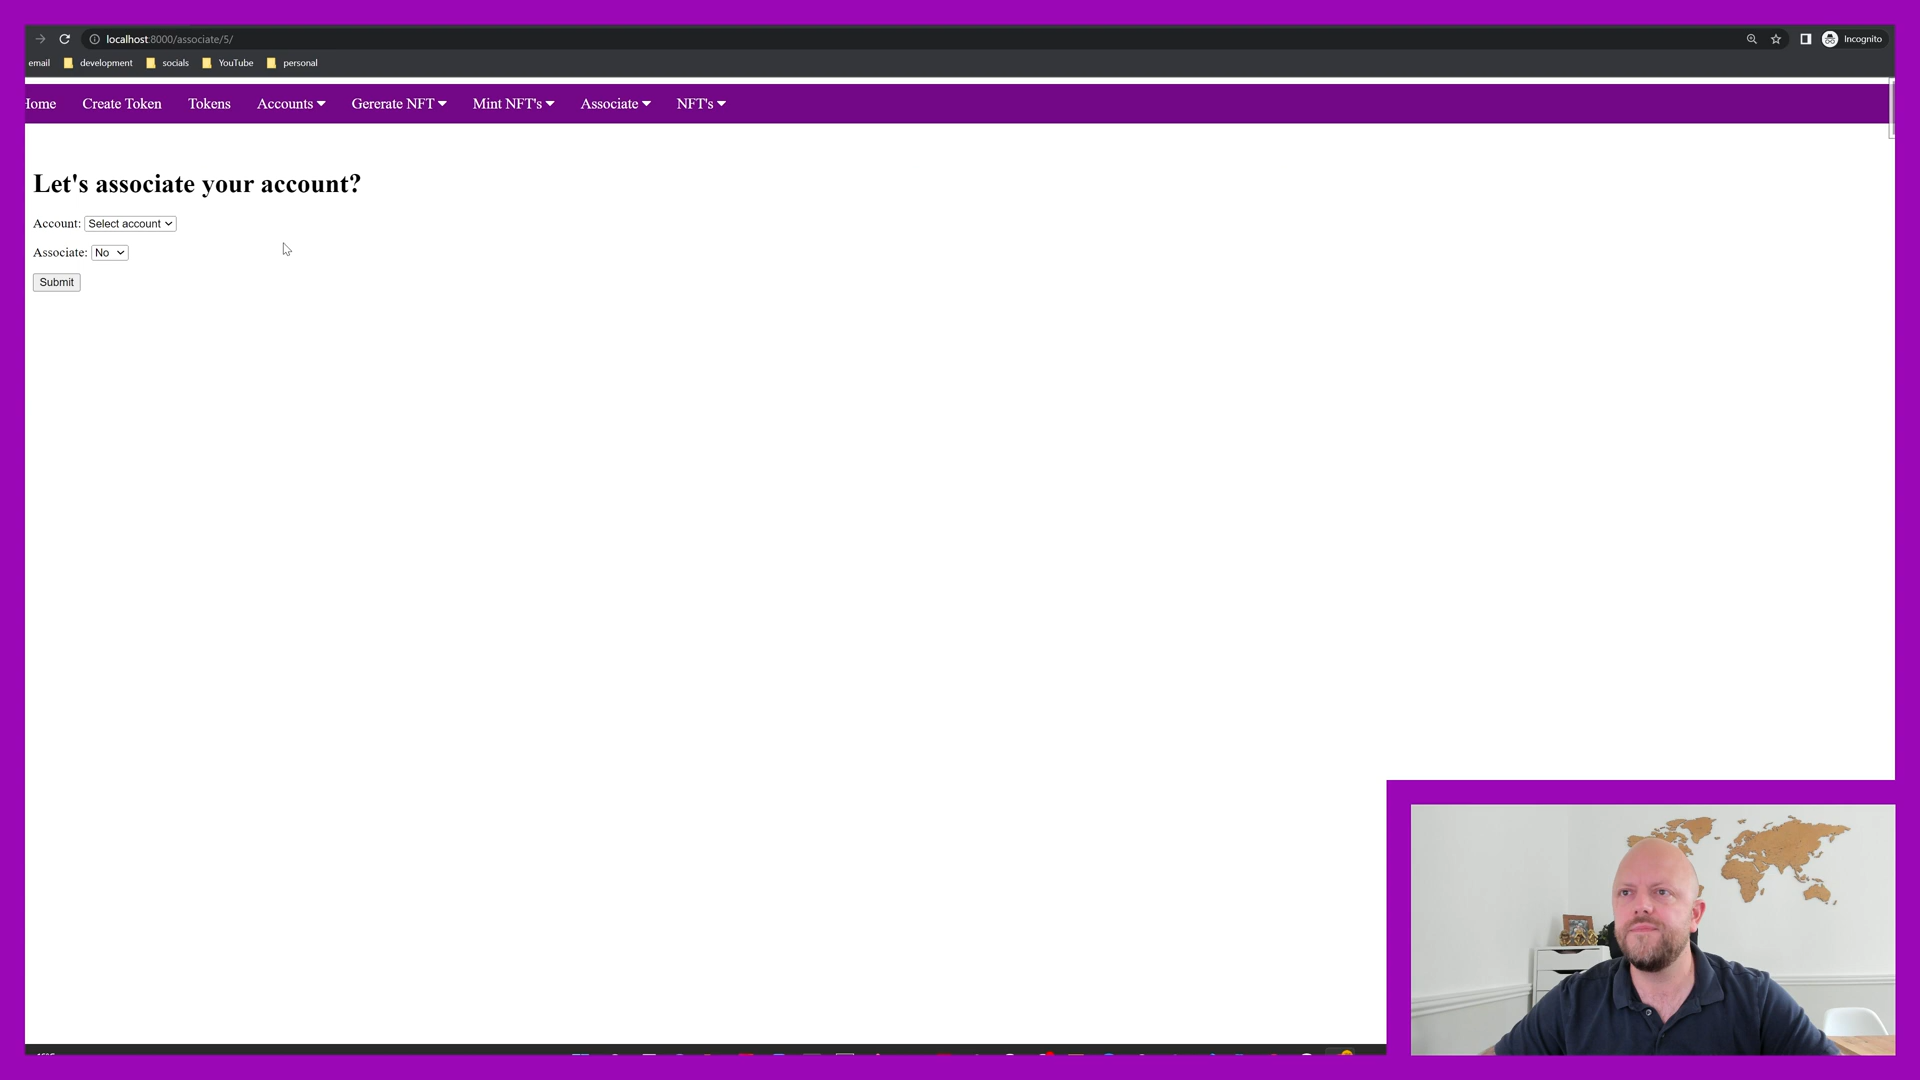 localhost:8000/associate/5/
Incognito
email development socials YouTube personal
Home Create Token Tokens Accounts Gererate NFT Mint NFT's Associate NFT's
Let's associate your account?
Account: Select account
Associate: No
Submit